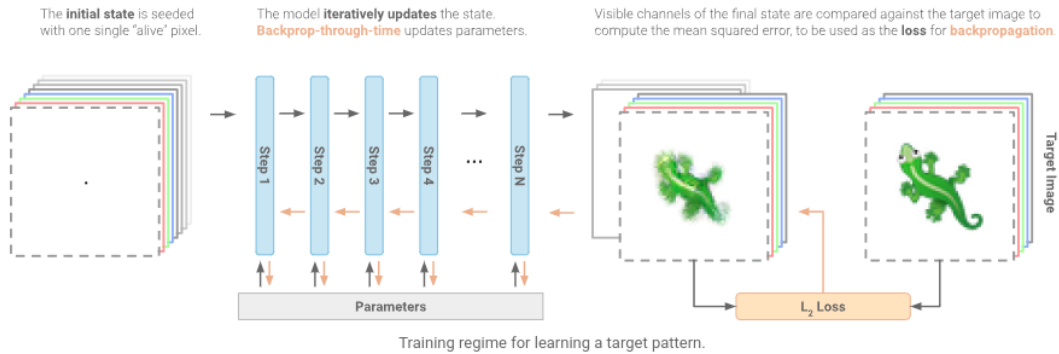 The initial state is seeded
with one single “alive” pixel.
The model iteratively updates the state.
Backprop-through-time updates parameters.
Visible channels of the final state are compared against the target image to
compute the mean squared error, to be used as the loss for backpropagation.
Step 1
Step 2
Step 3
Step 4
...
Step N
Target Image
Parameters
L2 Loss
Training regime for learning a target pattern.